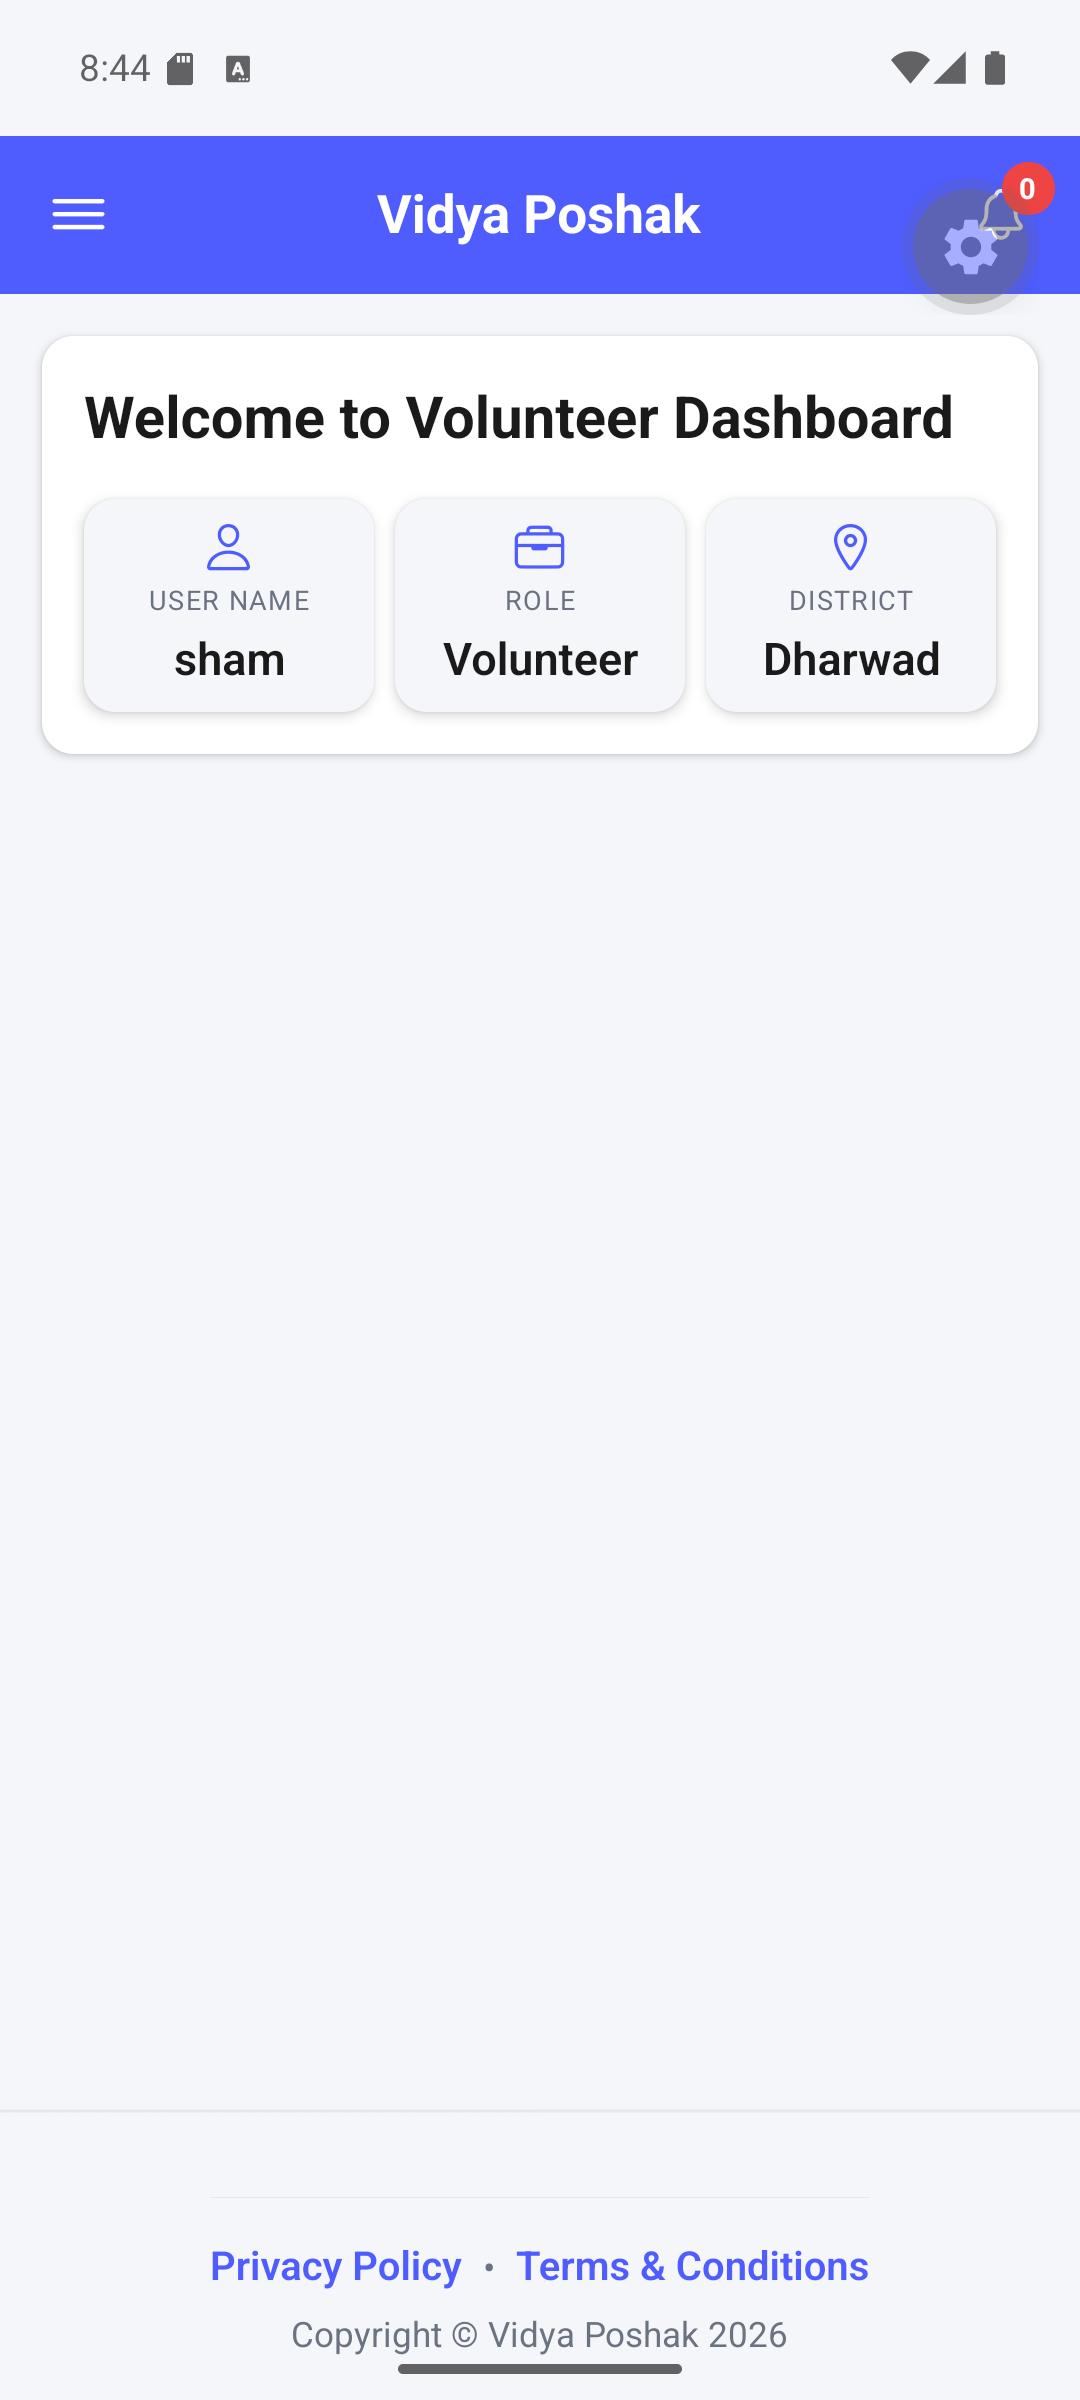 8:44
Vidya Poshak
0
Welcome to Volunteer Dashboard
USER NAME
sham
ROLE
Volunteer
DISTRICT
Dharwad
Privacy Policy • Terms & Conditions
Copyright © Vidya Poshak 2026